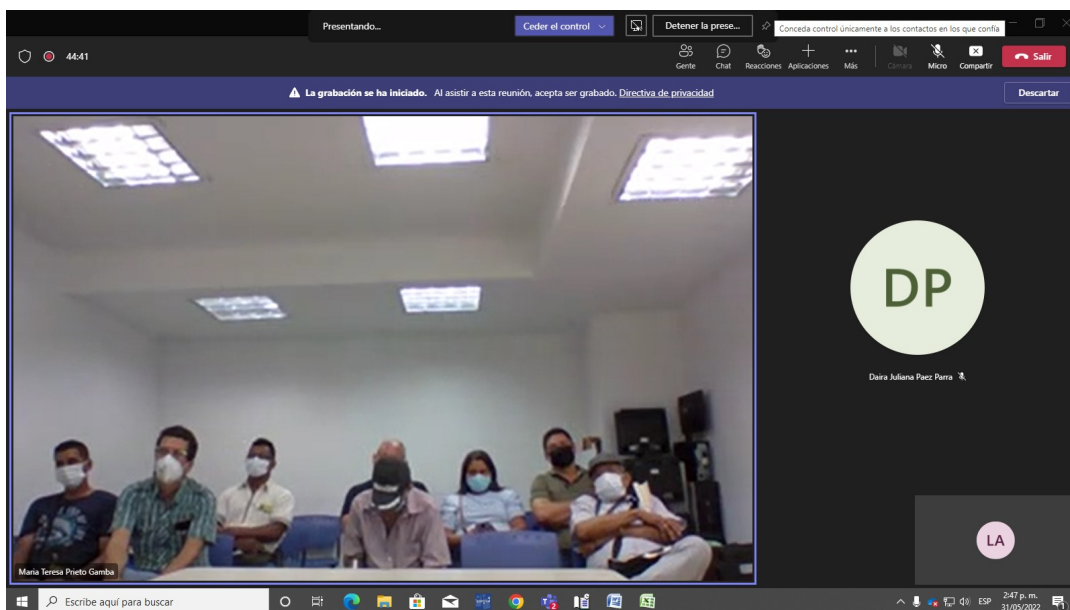 Presentando...
Ceder el control
Detener la prese...
Conceda control únicamente a los contactos en los que confía
44:41
Gente
Chat
Reacciones
Aplicaciones
Más
Cámara
Micro
Compartir
Salir
La grabación se ha iniciado. Al asistir a esta reunión, acepta ser grabado. Directiva de privacidad
Descartar
DP
Daira Juliana Paez Parra
LA
Maria Teresa Prieto Gamba
Escribe aquí para buscar
ESP
2:47 p. m.
31/05/2022